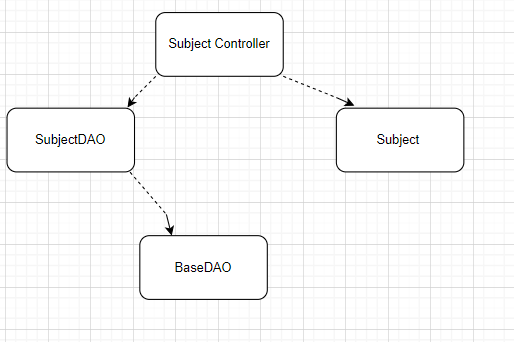 Subject Controller
SubjectDAO
Subject
BaseDAO